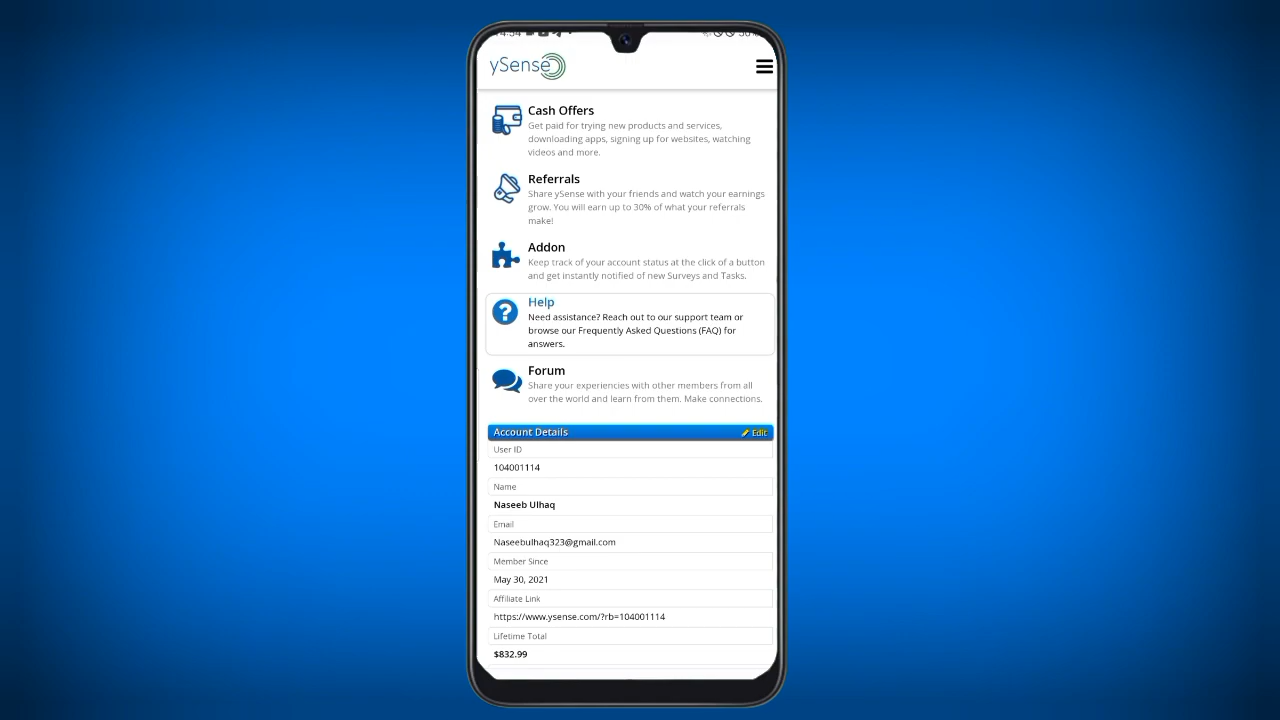 ySense
Cash Offers
Get paid for trying new products and services,
downloading apps, signing up for websites, watching
videos and more.
Referrals
Share ySense with your friends and watch your earnings
grow. You will earn up to 30% of what your referrals
make!
Addon
Keep track of your account status at the click of a button
and get instantly notified of new Surveys and Tasks.
Help
Need assistance? Reach out to our support team or
browse our Frequently Asked Questions (FAQ) for
answers.
Forum
Share your experiencies with other members from all
over the world and learn from them. Make connections.
Account Details Edit
User ID
104001114
Name
Naseeb Ulhaq
Email
Naseebulhaq323@gmail.com
Member Since
May 30, 2021
Affiliate Link
https://www.ysense.com/?rb=104001114
Lifetime Total
$832.99